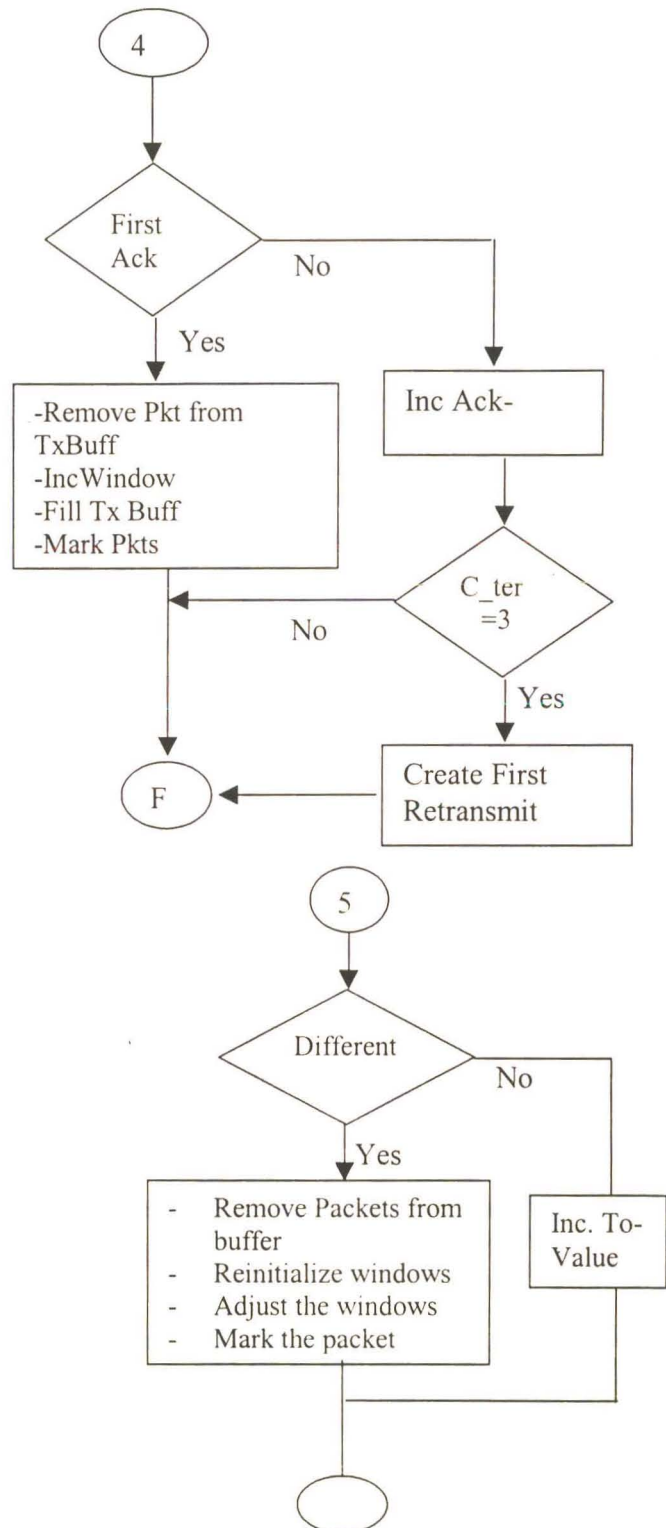 4
First
Ack
No
Yes
-Remove Pkt from
TxBuff
-IncWindow
-Fill Tx Buff
-Mark Pkts
Inc Ack-
C_ter
=3
No
Yes
F
Create First
Retransmit
5
Different
No
Yes
- Remove Packets from
buffer
- Reinitialize windows
- Adjust the windows
- Mark the packet
Inc. To-
Value